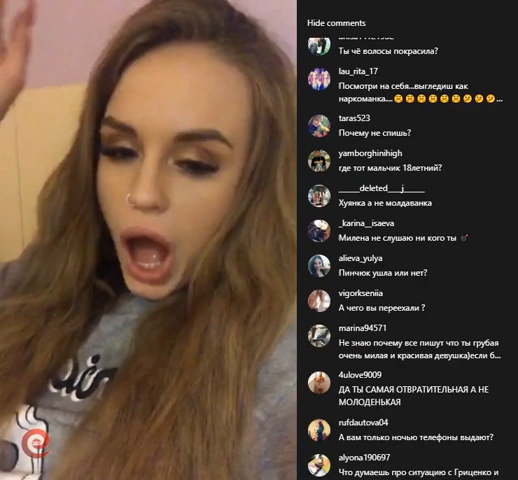 Hide comments
Ты чё волосы покрасила?
lau_rita_17
Посмотри на себя...выгледиш как
наркоманка....😠😠😠😠😠😠🤣🤣🤣...
taras523
Почему не спишь?
yamborghinihigh
где тот мальчик 18летний?
Хуянка а не молдаванка
_karina__isaeva
Милена не слушаю ни кого ты 💣
alieva_yulya
Пинчюк ушла или нет?
vigorkseniia
А чего вы переехали ?
marina94571
Не знаю почему все пишут что ты грубая
очень милая и красивая девушка)если б...
4ulove9009
ДА ТЫ САМАЯ ОТВРАТИТЕЛЬНАЯ А НЕ
МОЛОДЕНЬКАЯ
rufdautova04
А вам только ночью телефоны выдают?
alyona190697
Что думаешь про ситуацию с Гриценко и